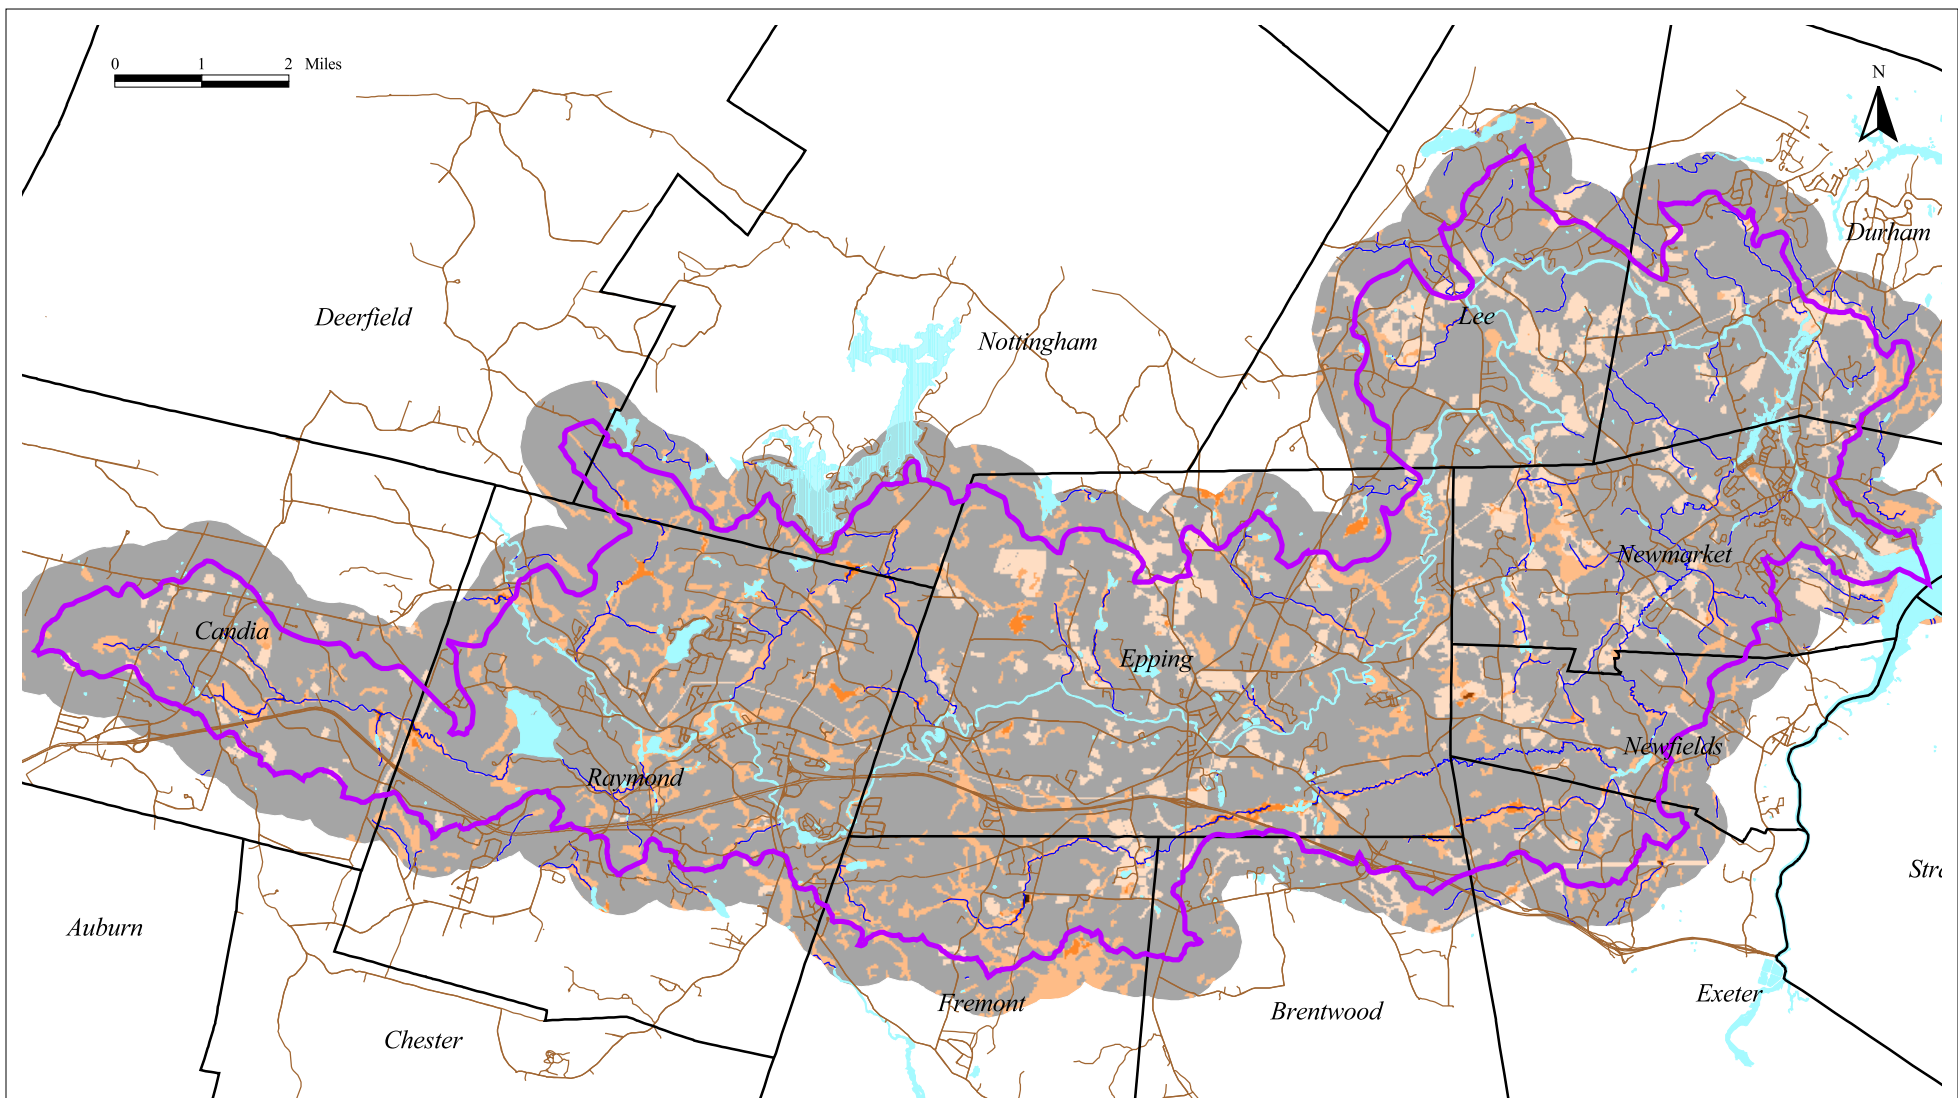 0 1 2 Miles
N
Durham
Deerfield
Lee
Nottingham
Newmarket
Candia
Epping
Newfields
Raymond
Auburn
Fremont
Exeter
Brentwood
Chester